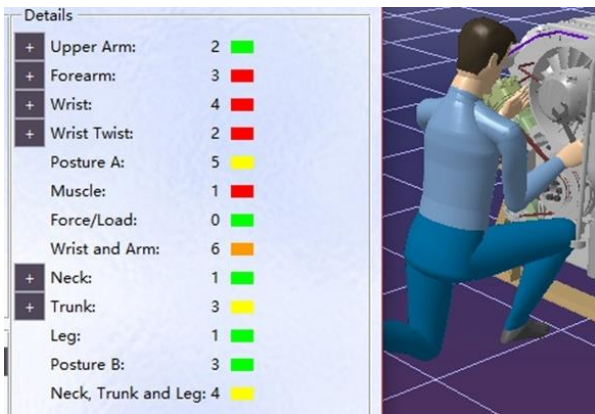 Details
+ Upper Arm: 2
+ Forearm: 3
+ Wrist: 4
+ Wrist Twist: 2
Posture A: 5
Muscle: 1
Force/Load: 0
Wrist and Arm: 6
+ Neck: 1
+ Trunk: 3
Leg: 1
Posture B: 3
Neck, Trunk and Leg: 4